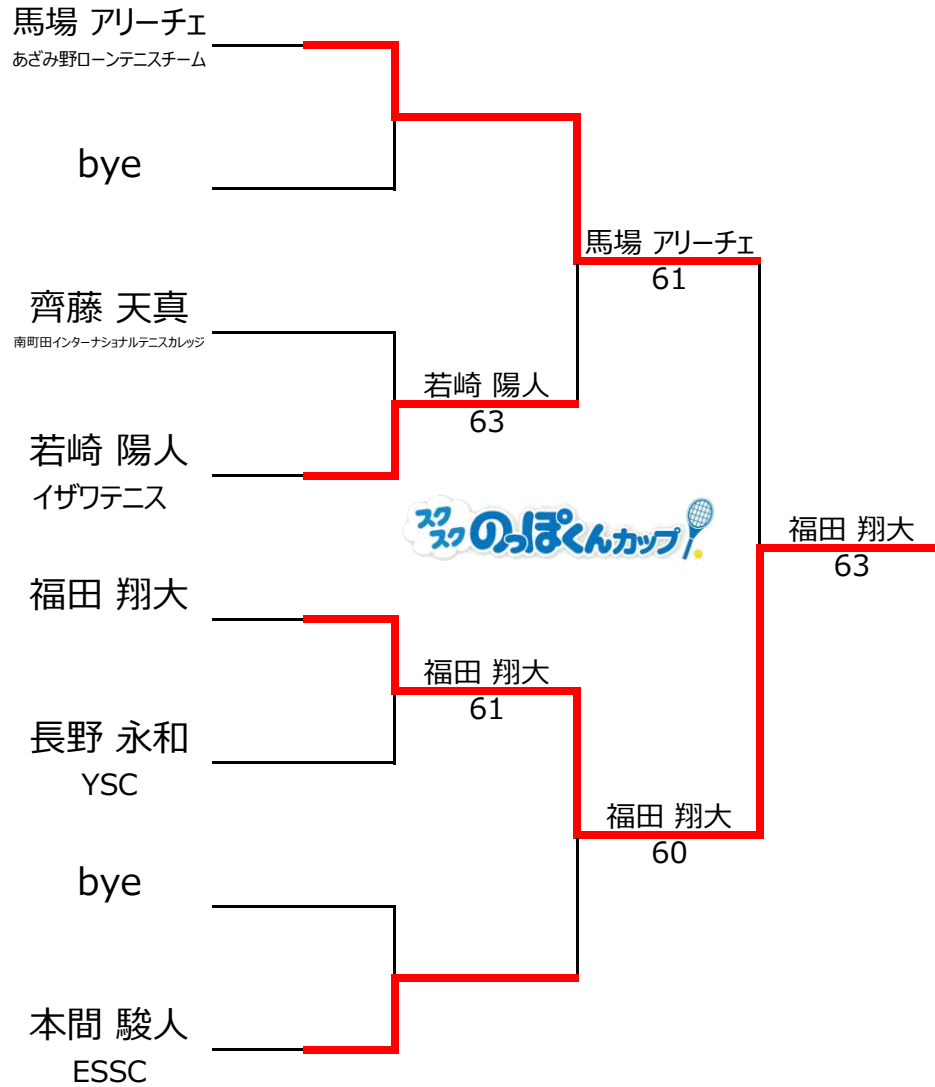 馬場 アリーチェ
あざみ野ローンテニスチーム
bye
馬場 アリーチェ
61
齊藤 天真
南町田インターナショナルテニスカレッジ
若崎 陽人
63
若崎 陽人
イザワテニス
スクスク のっぽくんカップ
福田 翔大
63
福田 翔大
福田 翔大
61
長野 永和
YSC
福田 翔大
60
bye
本間 駿人
ESSC